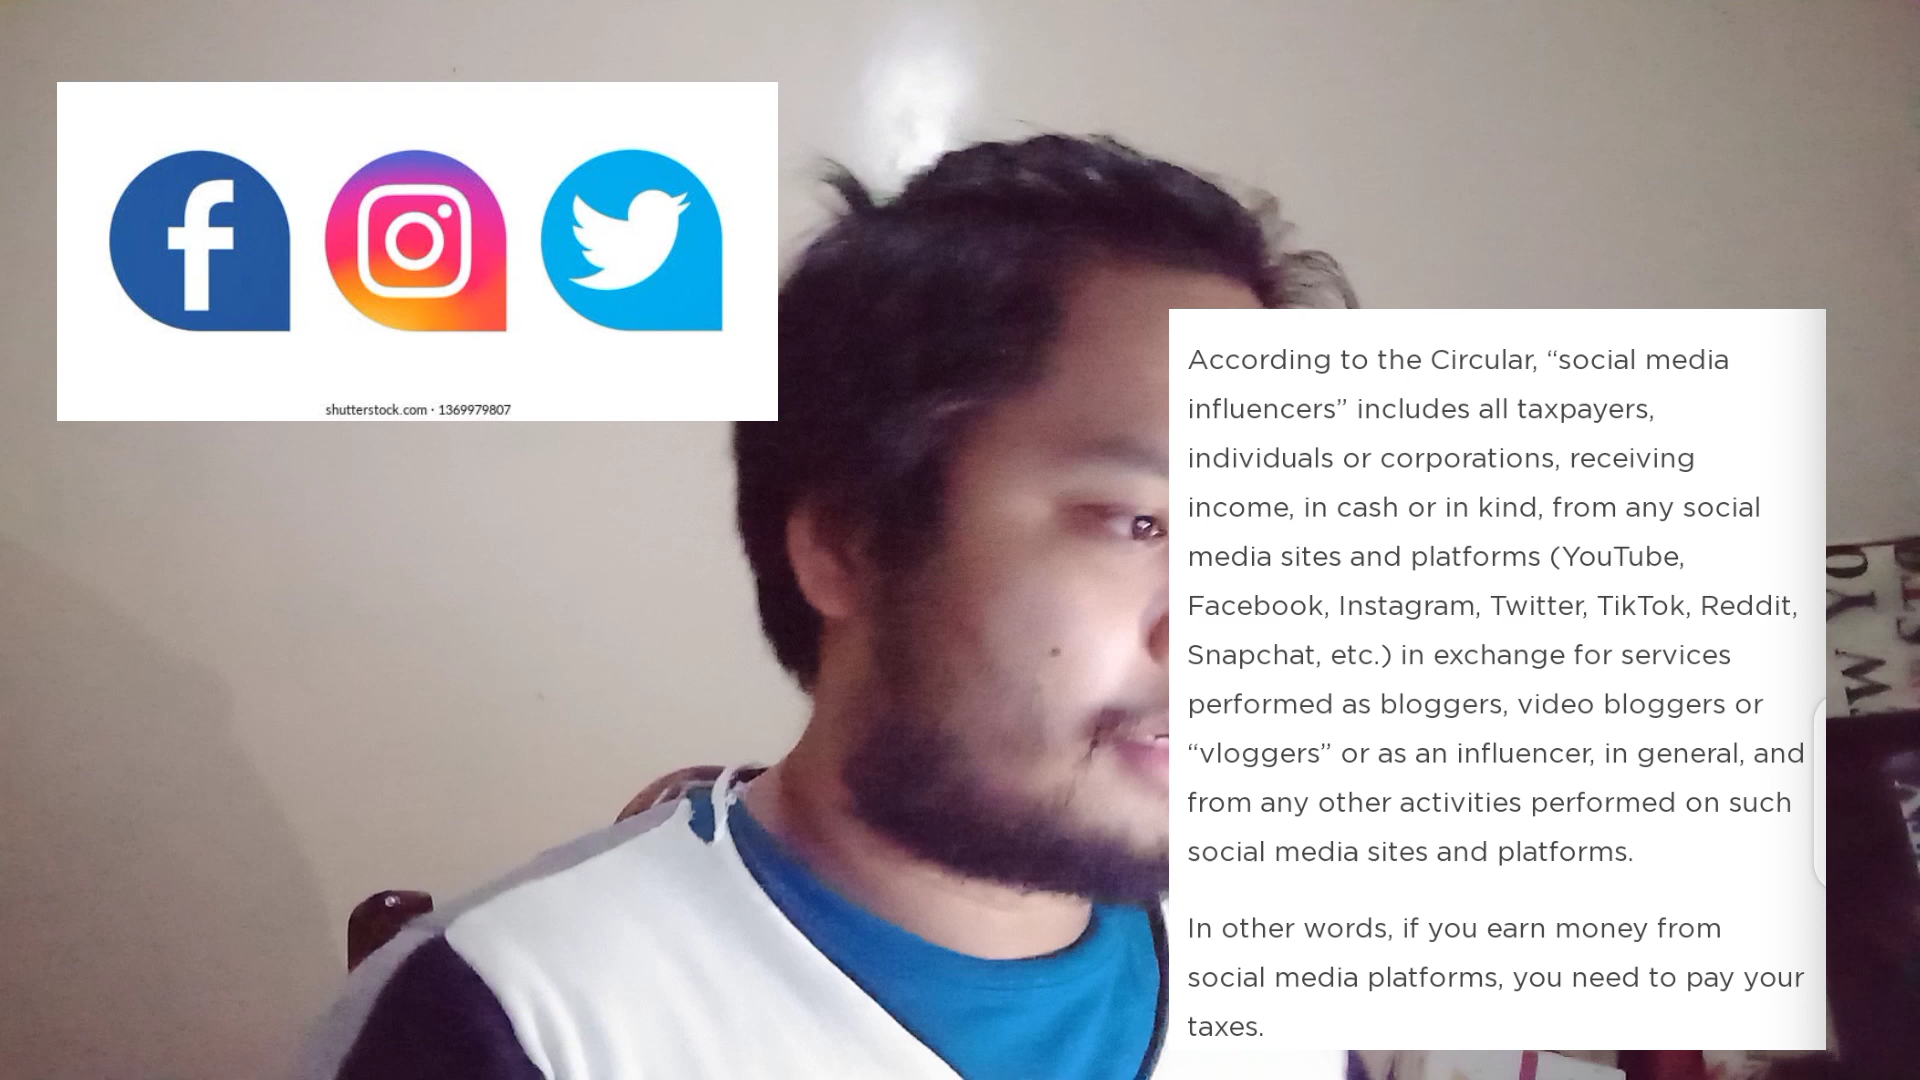 f
shutterstock.com · 1369979807
According to the Circular, “social media
influencers” includes all taxpayers,
individuals or corporations, receiving
income, in cash or in kind, from any social
media sites and platforms (YouTube,
Facebook, Instagram, Twitter, TikTok, Reddit,
Snapchat, etc.) in exchange for services
performed as bloggers, video bloggers or
“vloggers” or as an influencer, in general, and
from any other activities performed on such
social media sites and platforms.
In other words, if you earn money from
social media platforms, you need to pay your
taxes.